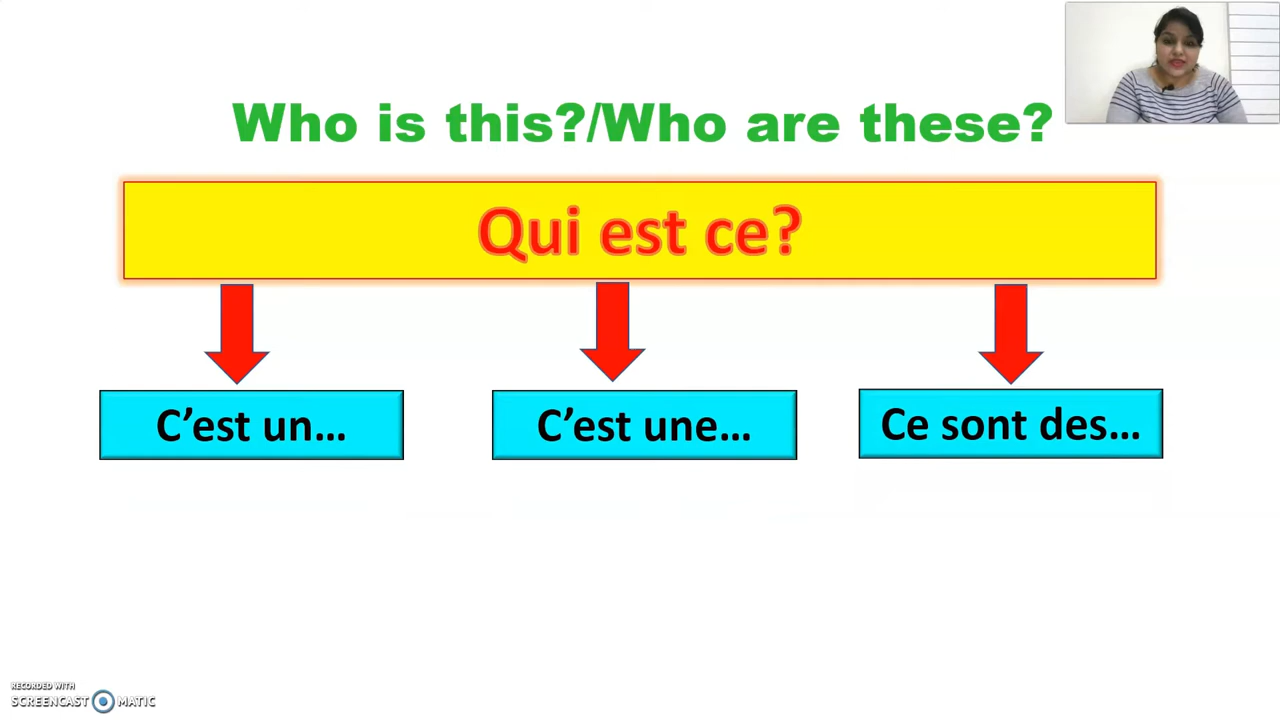 Who is this?/Who are these?
Qui est ce?
C’est un...
C’est une...
Ce sont des...
RECORDED WITH
SCREENCAST MATIC